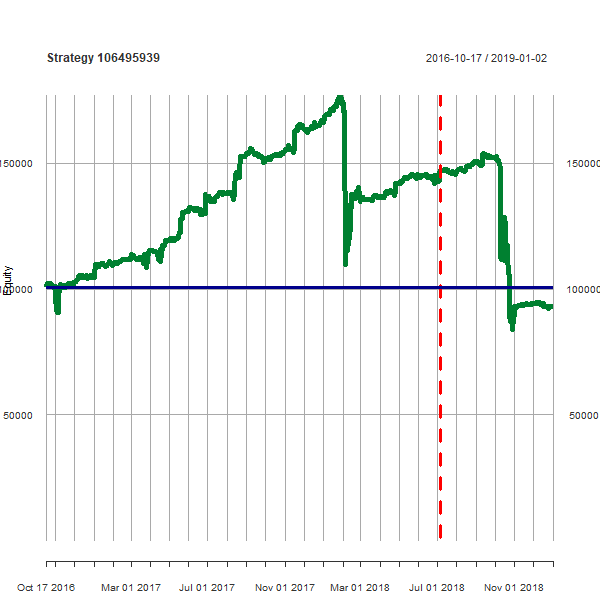 Strategy 106495939
2016-10-17 / 2019-01-02
150000
150000
Equity
100000
100000
50000
50000
Oct 17 2016
Mar 01 2017
Jul 01 2017
Nov 01 2017
Mar 01 2018
Jul 01 2018
Nov 01 2018